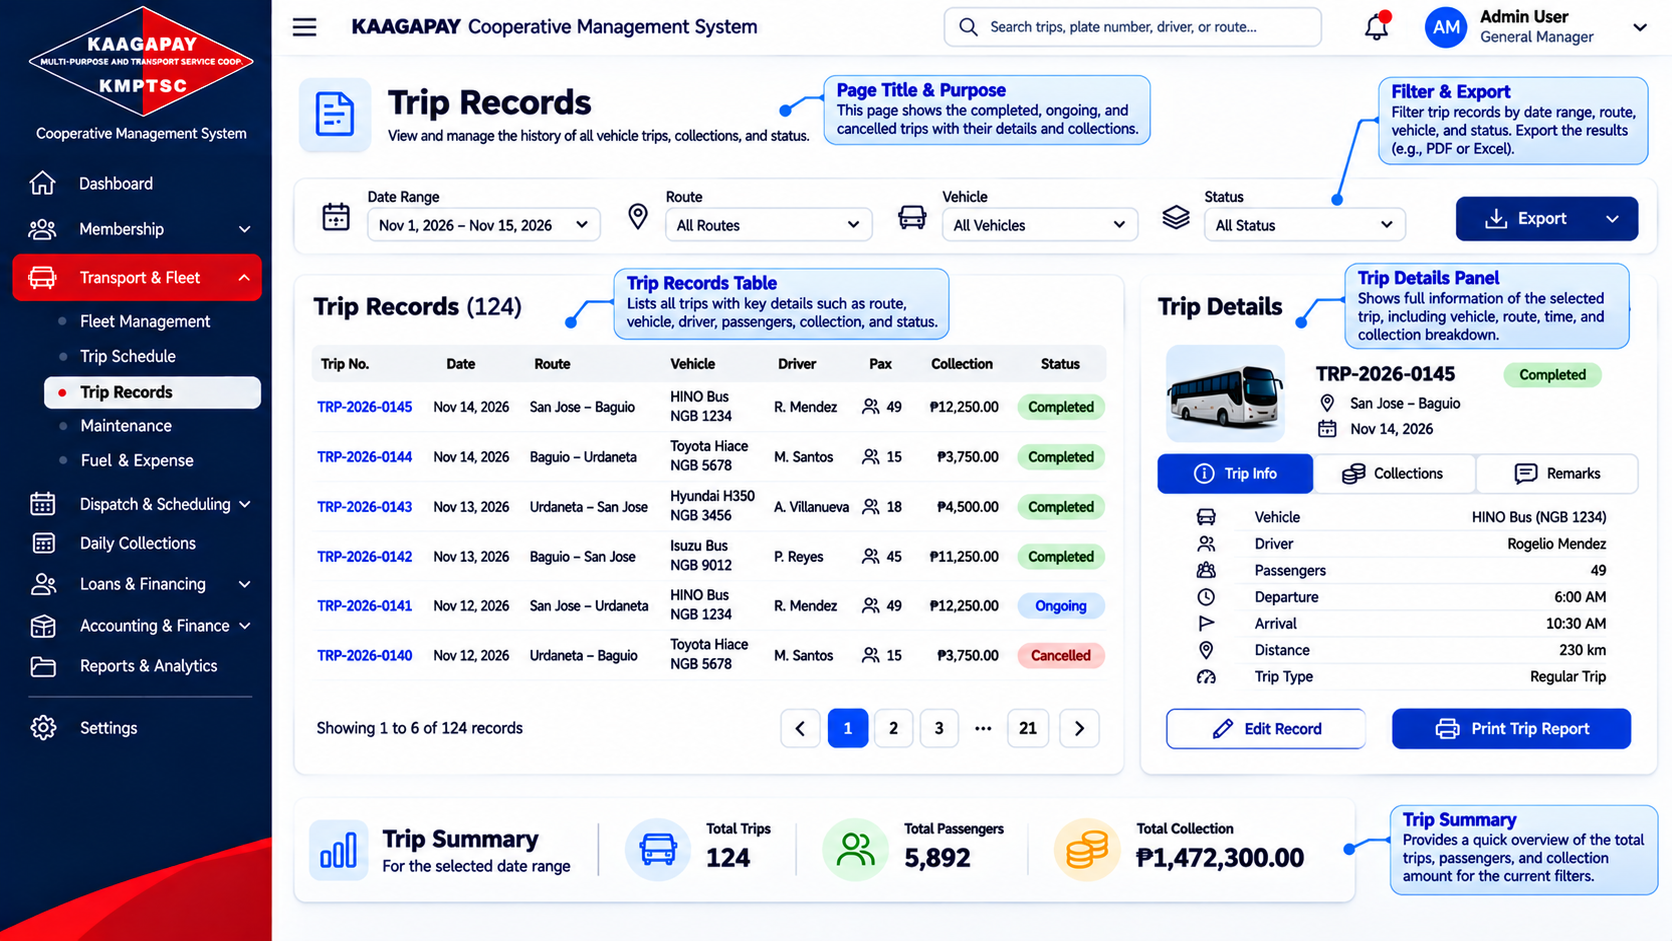 KAAGAPAY
MULTI-PURPOSE AND TRANSPORT SERVICE COOP.
KMPTSC
Cooperative Management System
Dashboard
Membership
Transport & Fleet
Fleet Management
Trip Schedule
Trip Records
Maintenance
Fuel & Expense
Dispatch & Scheduling
Daily Collections
Loans & Financing
Accounting & Finance
Reports & Analytics
Settings
KAAGAPAY Cooperative Management System
Search trips, plate number, driver, or route...
AM
Admin User
General Manager
Trip Records
View and manage the history of all vehicle trips, collections, and status.
Page Title & Purpose
This page shows the completed, ongoing, and
cancelled trips with their details and collections.
Filter & Export
Filter trip records by date range, route,
vehicle, and status. Export the results
(e.g., PDF or Excel).
Date Range
Nov 1, 2026 – Nov 15, 2026
Route
All Routes
Vehicle
All Vehicles
Status
All Status
Export
Trip Records (124)
Trip Records Table
Lists all trips with key details such as route,
vehicle, driver, passengers, collection, and status.
Trip No. Date Route Vehicle Driver Pax Collection Status
TRP-2026-0145 Nov 14, 2026 San Jose – Baguio HINO Bus NGB 1234 R. Mendez 49 ₱12,250.00 Completed
TRP-2026-0144 Nov 14, 2026 Baguio – Urdaneta Toyota Hiace NGB 5678 M. Santos 15 ₱3,750.00 Completed
TRP-2026-0143 Nov 13, 2026 Urdaneta – San Jose Hyundai H350 NGB 3456 A. Villanueva 18 ₱4,500.00 Completed
TRP-2026-0142 Nov 13, 2026 Baguio – San Jose Isuzu Bus NGB 9012 P. Reyes 45 ₱11,250.00 Completed
TRP-2026-0141 Nov 12, 2026 San Jose – Urdaneta HINO Bus NGB 1234 R. Mendez 49 ₱12,250.00 Ongoing
TRP-2026-0140 Nov 12, 2026 Urdaneta – Baguio Toyota Hiace NGB 5678 M. Santos 15 ₱3,750.00 Cancelled
Showing 1 to 6 of 124 records
1 2 3 ... 21
Trip Details
Trip Details Panel
Shows full information of the selected
trip, including vehicle, route, time, and
collection breakdown.
TRP-2026-0145 Completed
San Jose – Baguio
Nov 14, 2026
Trip Info Collections Remarks
Vehicle HINO Bus (NGB 1234)
Driver Rogelio Mendez
Passengers 49
Departure 6:00 AM
Arrival 10:30 AM
Distance 230 km
Trip Type Regular Trip
Edit Record
Print Trip Report
Trip Summary
For the selected date range
Total Trips
124
Total Passengers
5,892
Total Collection
₱1,472,300.00
Trip Summary
Provides a quick overview of the total
trips, passengers, and collection
amount for the current filters.